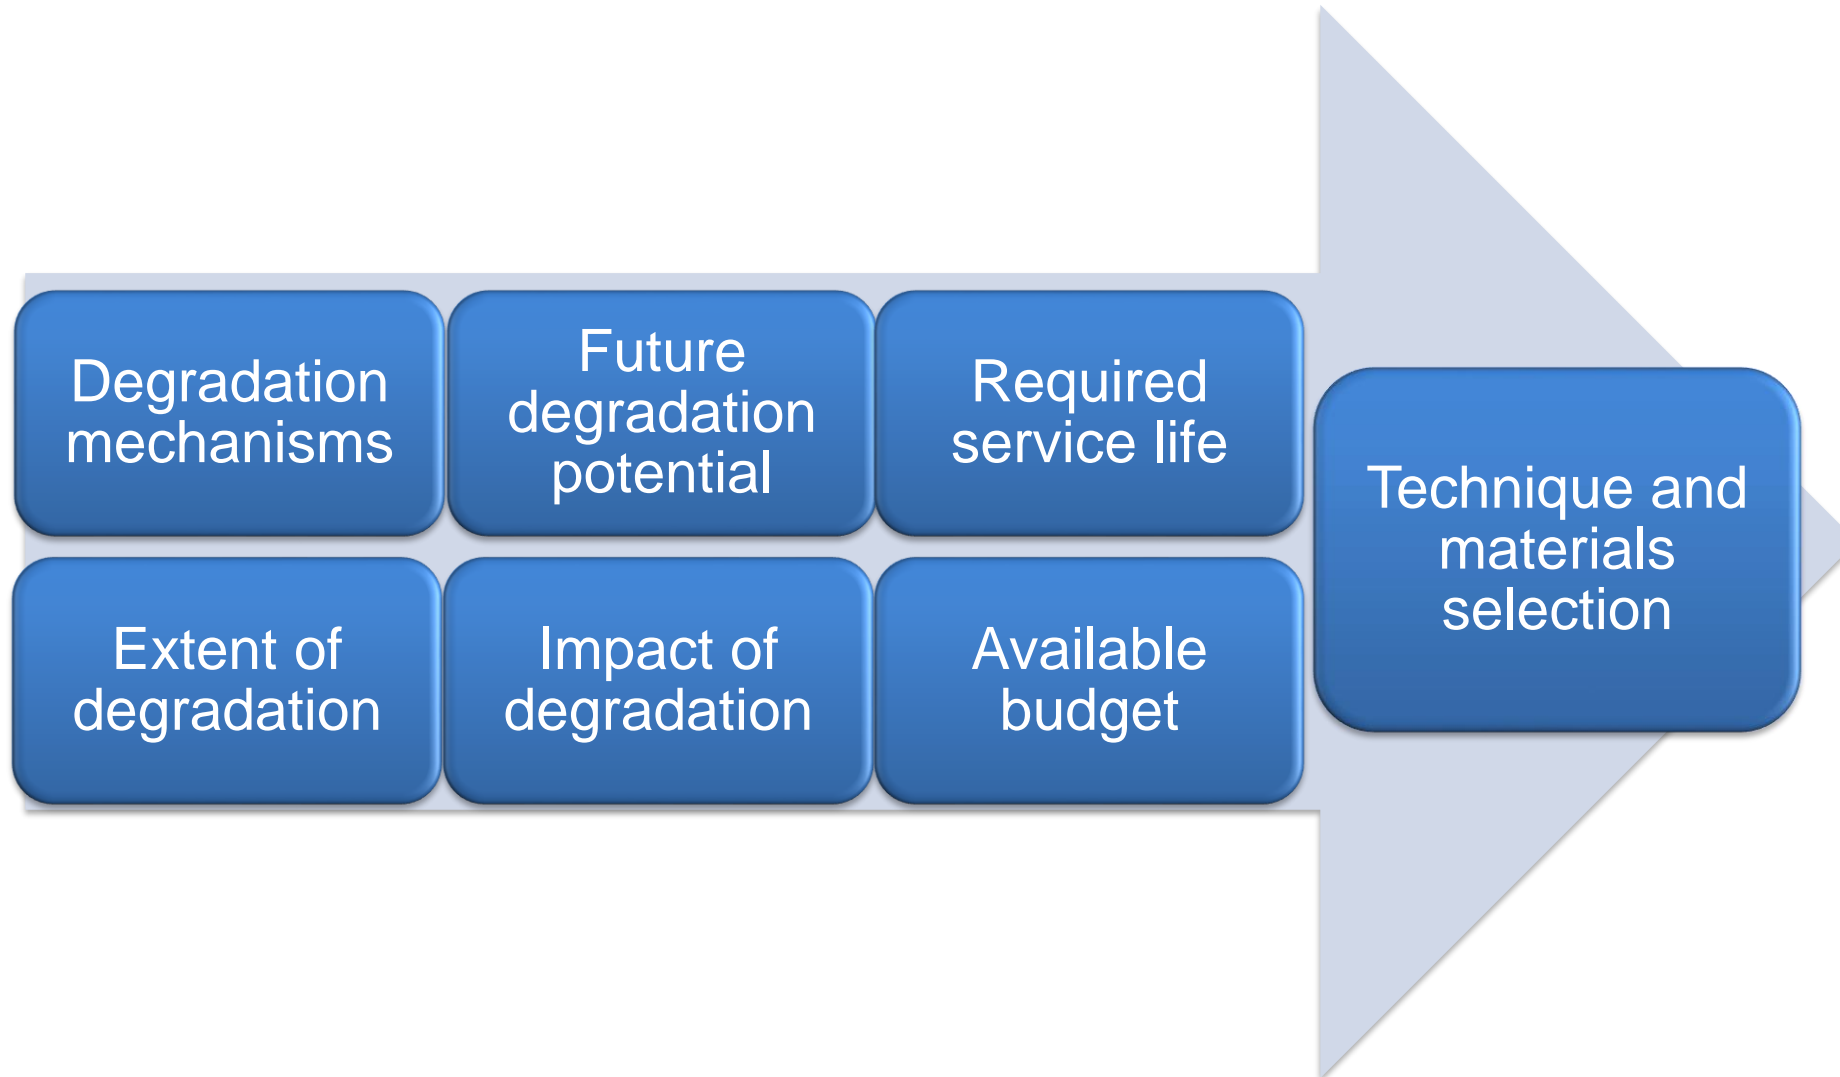 Degradation
mechanisms
Future
degradation
potential
Required
service life
Extent of
degradation
Impact of
degradation
Available
budget
Technique and
materials
selection